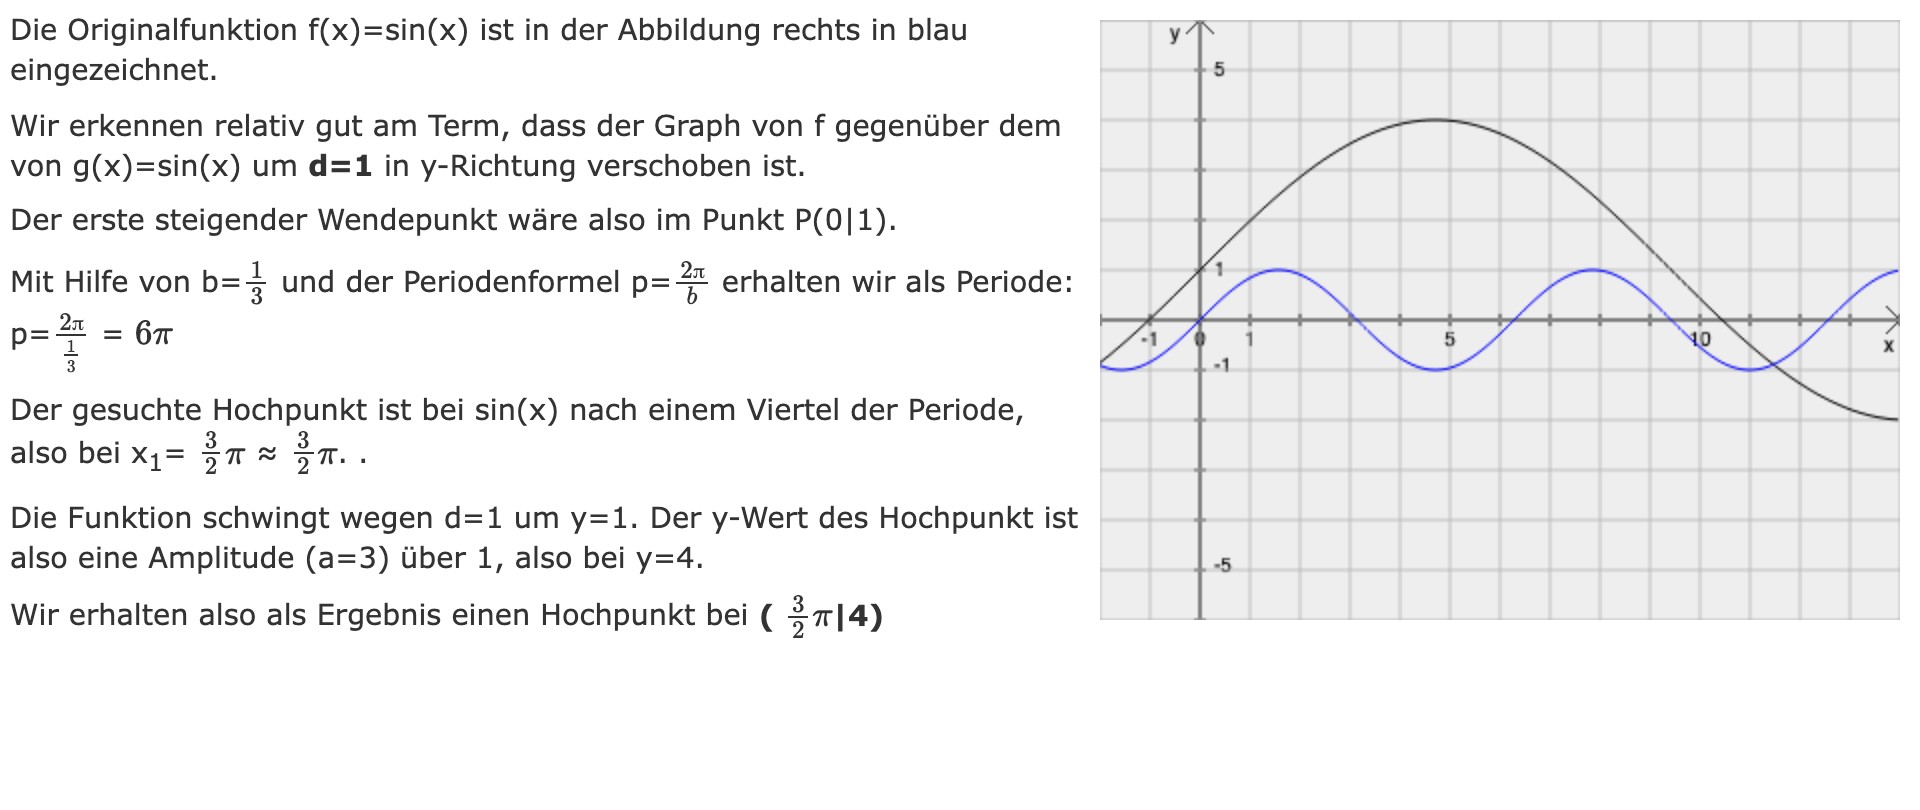 Die Originalfunktion f(x)=sin(x) ist in der Abbildung rechts in blau
eingezeichnet.
Wir erkennen relativ gut am Term, dass der Graph von f gegenüber dem
von g(x)=sin(x) um d=1 in y-Richtung verschoben ist.
Der erste steigender Wendepunkt wäre also im Punkt P(0|1).
Mit Hilfe von b=1/3 und der Periodenformel p=2π/b erhalten wir als Periode:
p=2π/(1/3) = 6π
Der gesuchte Hochpunkt ist bei sin(x) nach einem Viertel der Periode,
also bei x₁= 3/2 π ≈ 3/2 π. .
Die Funktion schwingt wegen d=1 um y=1. Der y-Wert des Hochpunkt ist
also eine Amplitude (a=3) über 1, also bei y=4.
Wir erhalten also als Ergebnis einen Hochpunkt bei ( 3/2 π|4)
y
5
1
-1 0 1 5 10 x
-1
-5